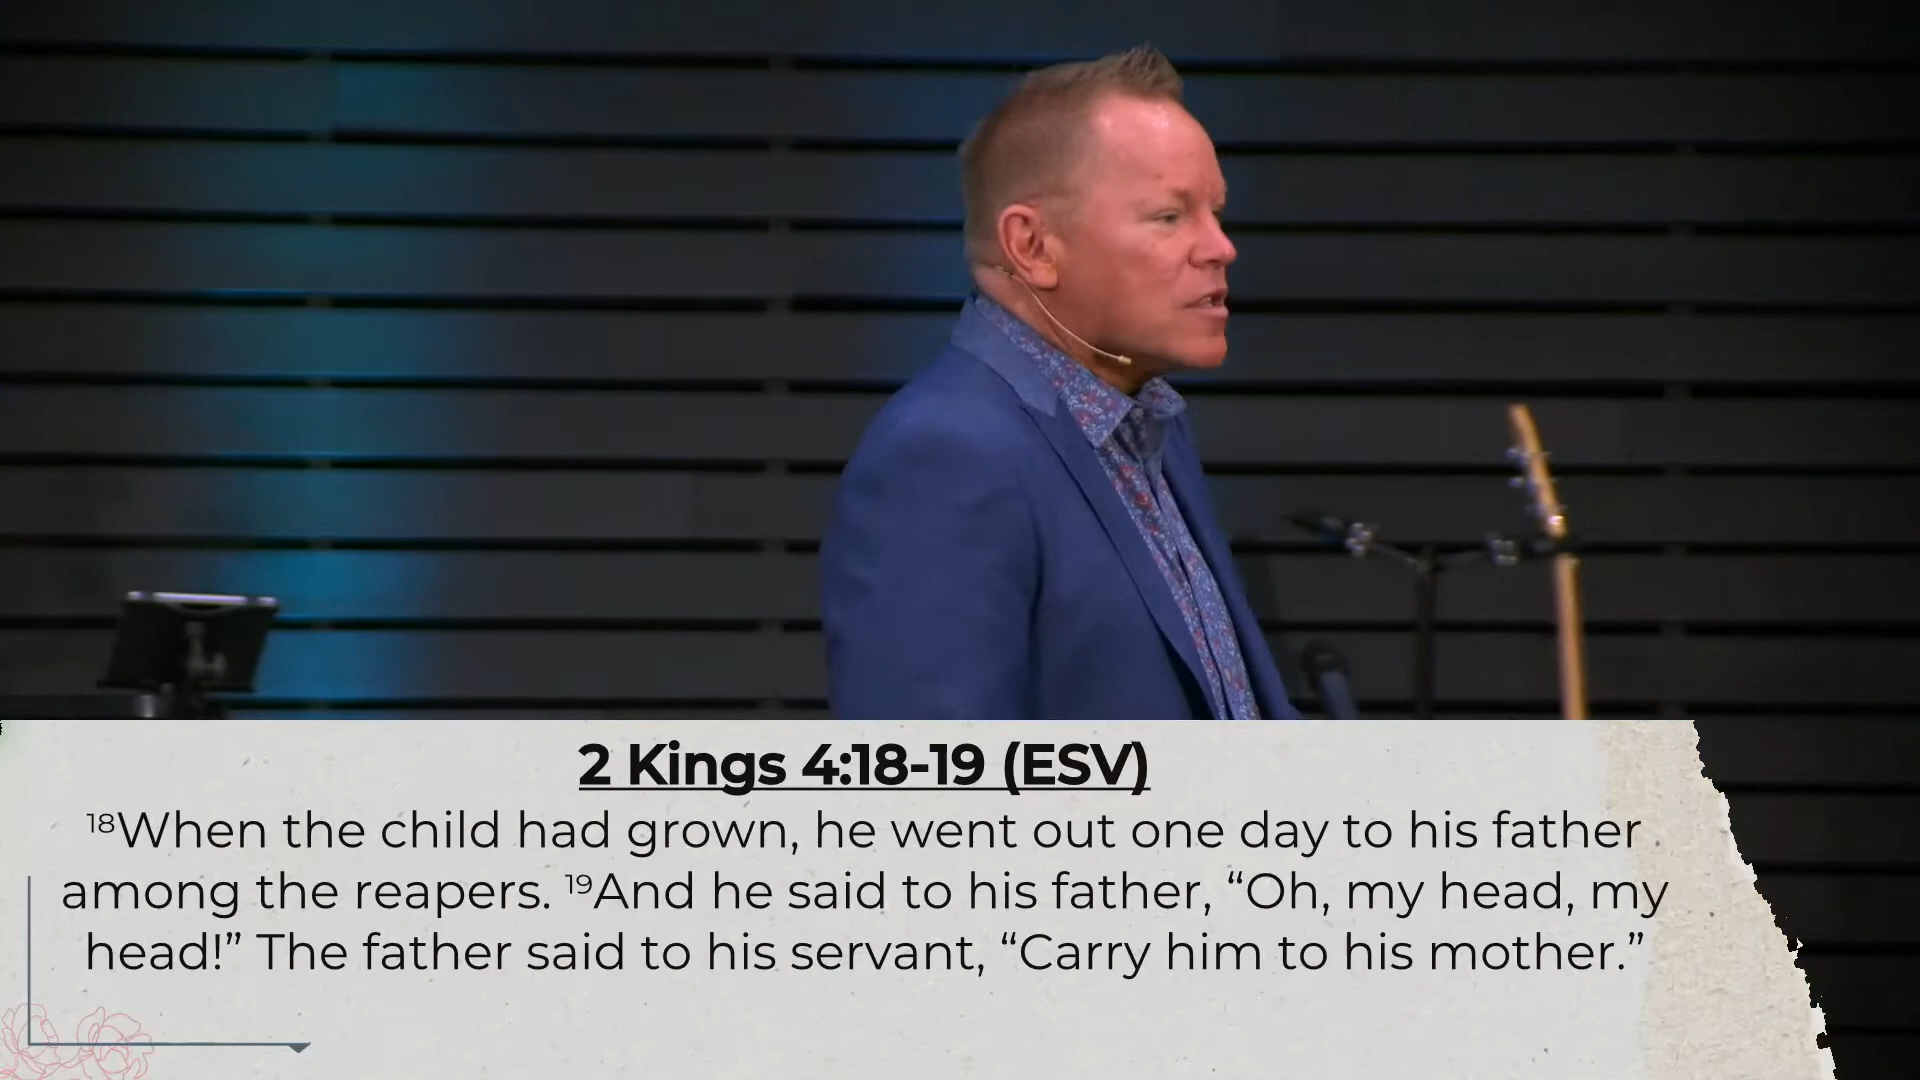 2 Kings 4:18-19 (ESV)
¹⁸When the child had grown, he went out one day to his father
among the reapers. ¹⁹And he said to his father, “Oh, my head, my
head!” The father said to his servant, “Carry him to his mother.”